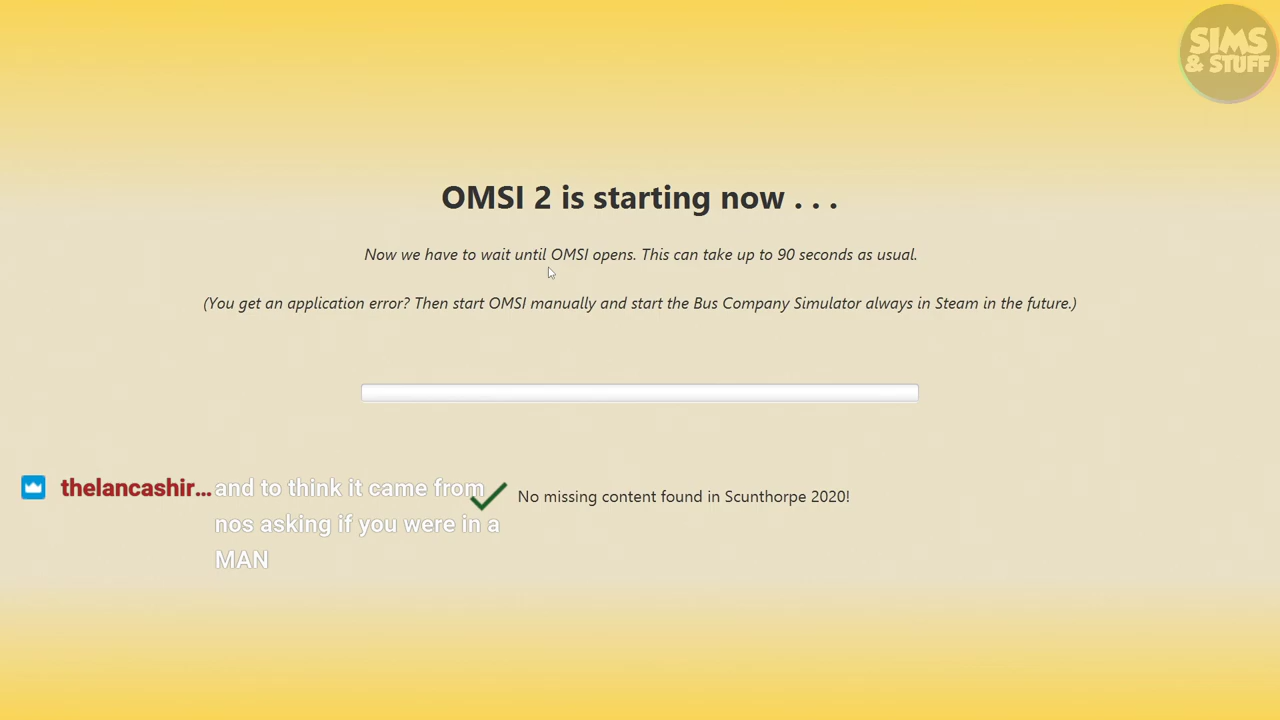 SIMS
& STUFF
OMSI 2 is starting now . . .
Now we have to wait until OMSI opens. This can take up to 90 seconds as usual.
(You get an application error? Then start OMSI manually and start the Bus Company Simulator always in Steam in the future.)
thelancashir... and to think it came from
nos asking if you were in a
MAN
No missing content found in Scunthorpe 2020!